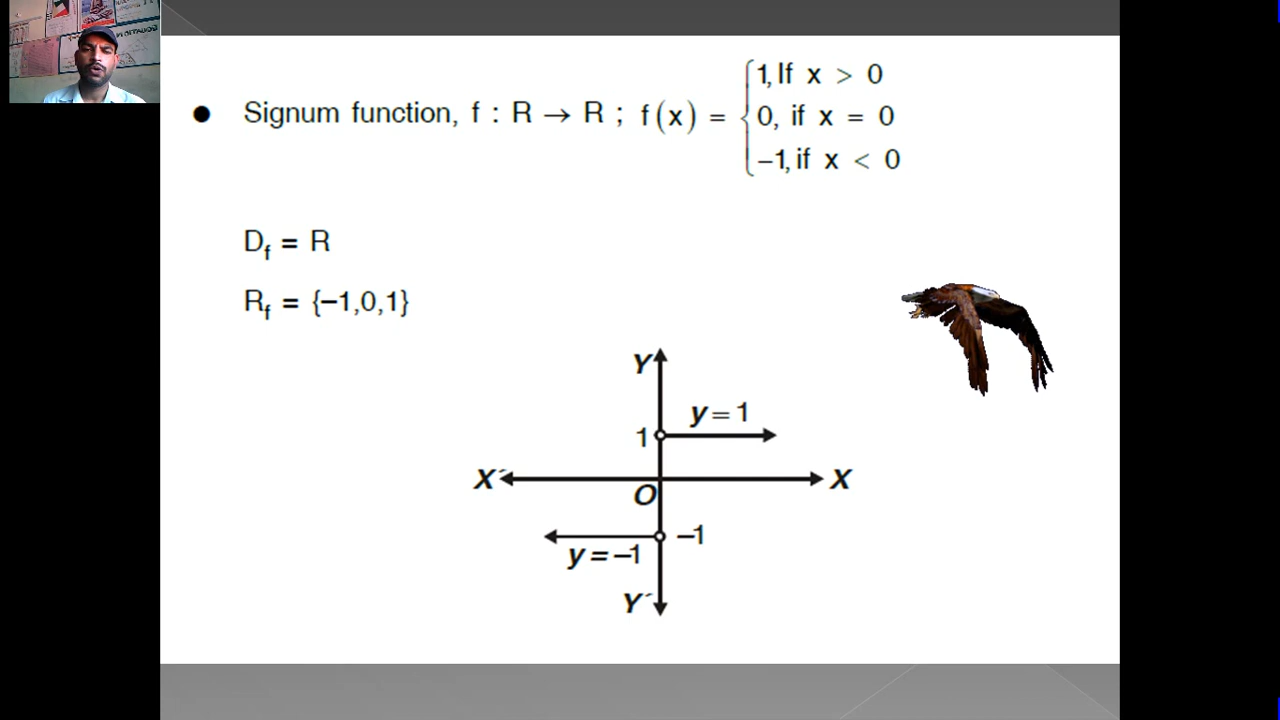 ● Signum function, f : R → R ; f(x) = { 1, If x > 0
0, if x = 0
−1, if x < 0
D_f = R
R_f = {−1,0,1}
Y
y = 1
1
X´ X
O
−1
y = −1
Y´